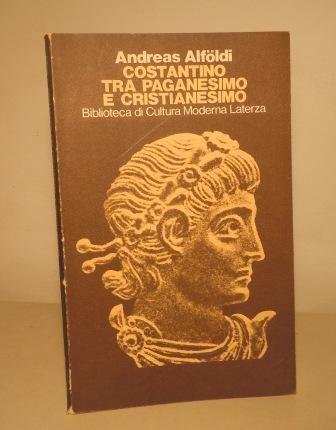 Andreas Alföldi
COSTANTINO
TRA PAGANESIMO
E CRISTIANESIMO
Biblioteca di Cultura Moderna Laterza